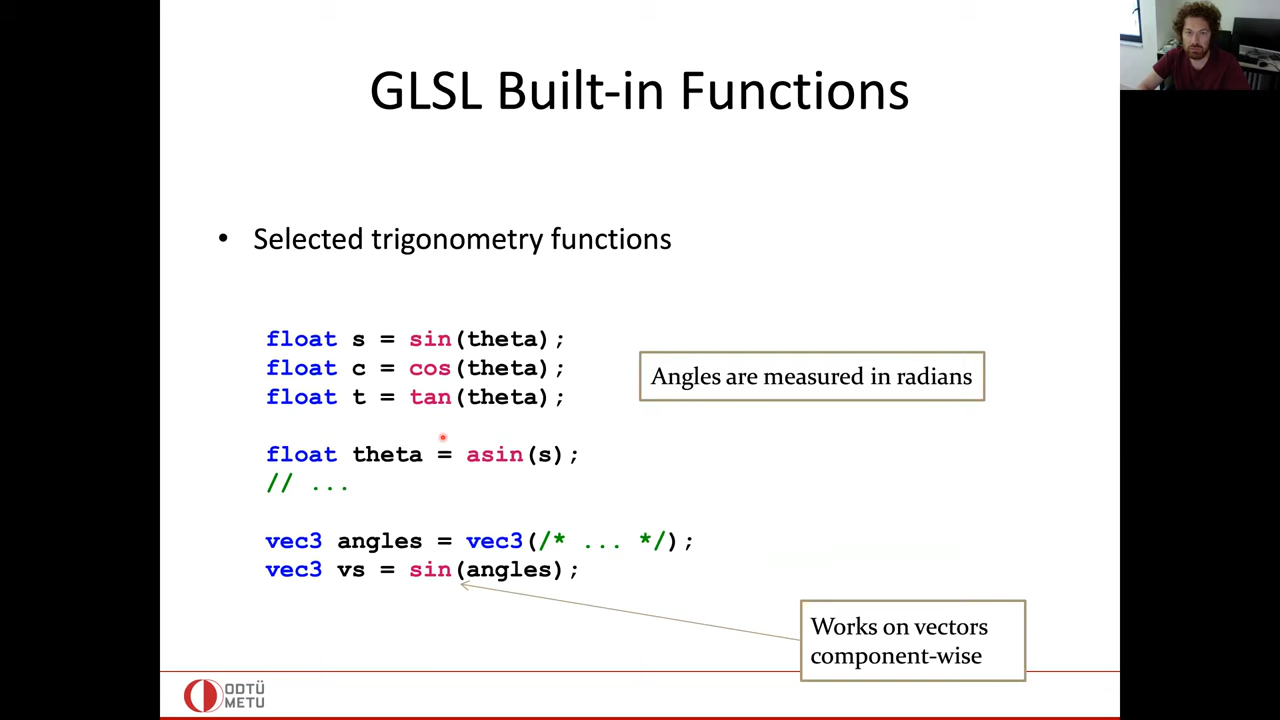 GLSL Built-in Functions
• Selected trigonometry functions
float s = sin(theta);
float c = cos(theta);
float t = tan(theta);
Angles are measured in radians
float theta = asin(s);
// ...
vec3 angles = vec3(/* ... */);
vec3 vs = sin(angles);
Works on vectors
component-wise
ODTÜ
METU